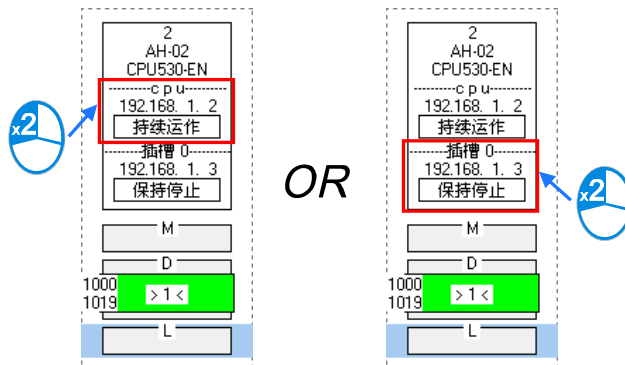 2
AH-02
CPU530-EN
cpu
192.168. 1. 2
持续运作
插槽 0
192.168. 1. 3
保持停止
M
D
1000
1019
>1<
L
x2
OR
2
AH-02
CPU530-EN
cpu
192.168. 1. 2
持续运作
插槽 0
192.168. 1. 3
保持停止
x2
M
D
1000
1019
>1<
L